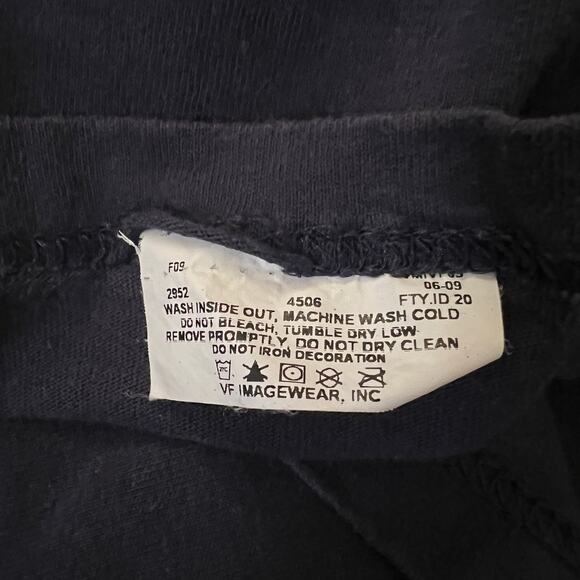 F09
06-09
2952 4506 FTY.ID 20
WASH INSIDE OUT, MACHINE WASH COLD
DO NOT BLEACH, TUMBLE DRY LOW
REMOVE PROMPTLY, DO NOT DRY CLEAN
DO NOT IRON DECORATION
VF IMAGEWEAR, INC